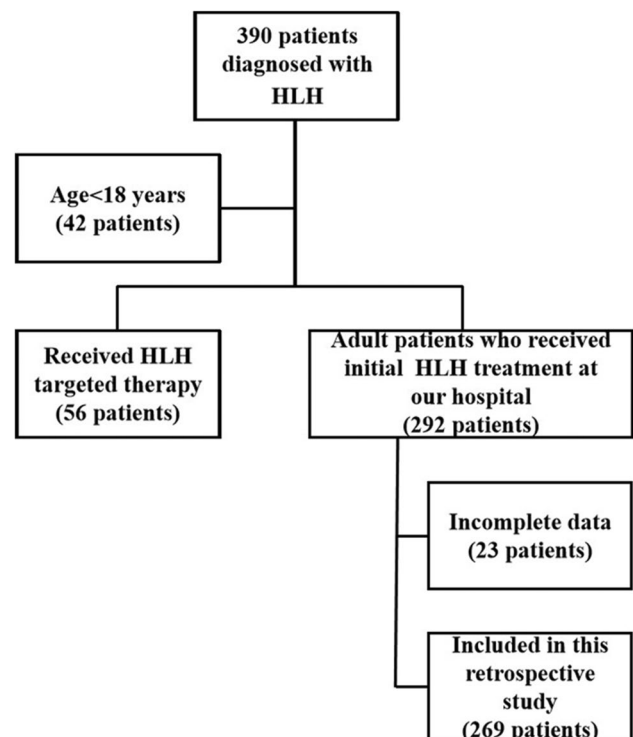 390 patients
diagnosed with
HLH
Age<18 years
(42 patients)
Received HLH
targeted therapy
(56 patients)
Adult patients who received
initial HLH treatment at
our hospital
(292 patients)
Incomplete data
(23 patients)
Included in this
retrospective
study
(269 patients)